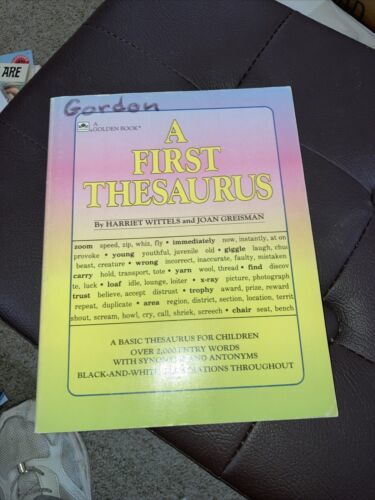 ARE
Gordon
A
GOLDEN BOOK®
A
FIRST
THESAURUS
By HARRIET WITTELS and JOAN GREISMAN
zoom speed, zip, whiz, fly • immediately now, instantly, at on
provoke • young youthful, juvenile old • giggle laugh, chu
beast, creature • wrong incorrect, inaccurate, faulty, mistaken
carry hold, transport, tote • yarn wool, thread • find discov
te, luck • loaf idle, lounge, loiter • x-ray picture, photograph
trust believe, accept distrust • trophy award, prize, reward
repeat, duplicate • area region, district, section, location, territ
shout, scream, howl, cry, call, shriek, screech • chair seat, bench
A BASIC THESAURUS FOR CHILDREN
OVER 2,000 ENTRY WORDS
WITH SYNONYMS AND ANTONYMS
BLACK-AND-WHITE THROUGHOUT